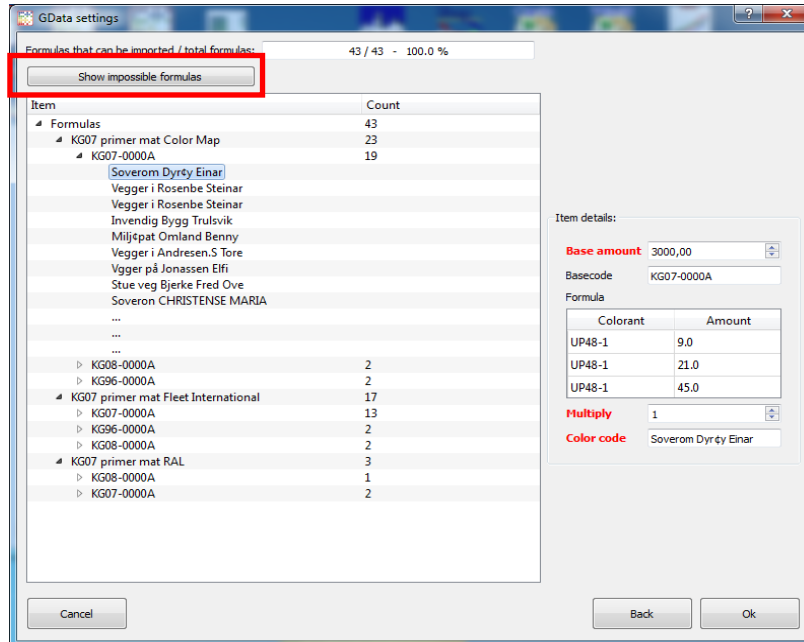 GData settings
Formulas that can be imported / total formulas: 43 / 43 - 100.0 %
Show impossible formulas
Item Count
Formulas 43
KG07 primer mat Color Map 23
KG07-0000A 19
Soverom Dyr¢y Einar
Vegger i Rosenbe Steinar
Vegger i Rosenbe Steinar
Invendig Bygg Trulsvik
Milj¢pat Omland Benny
Vegger i Andresen.S Tore
Vgger på Jonassen Elfi
Stue veg Bjerke Fred Ove
Soveron CHRISTENSE MARIA
...
...
...
KG08-0000A 2
KG96-0000A 2
KG07 primer mat Fleet International 17
KG07-0000A 13
KG96-0000A 2
KG08-0000A 2
KG07 primer mat RAL 3
KG08-0000A 1
KG07-0000A 2
Item details:
Base amount 3000,00
Basecode KG07-0000A
Formula
Colorant Amount
UP48-1 9.0
UP48-1 21.0
UP48-1 45.0
Multiply 1
Color code Soverom Dyr¢y Einar
Cancel Back Ok